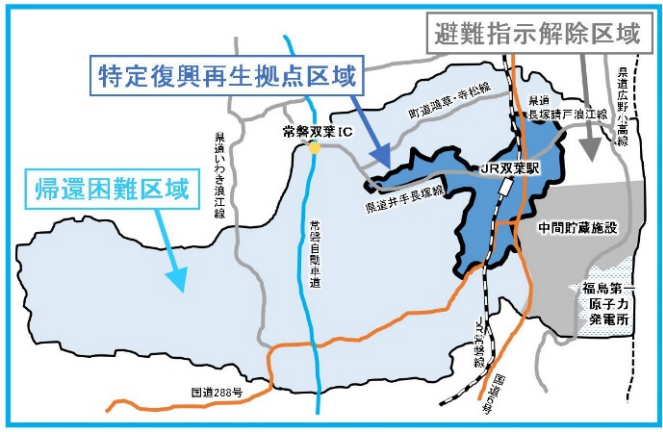 避難指示解除区域
特定復興再生拠点区域
帰還困難区域
常磐双葉IC
町道鴻草・寺松線
県道
長塚請戸浪江線
県道広野小高線
県道いわき浪江線
県道井手長塚線
JR双葉駅
中間貯蔵施設
常磐自動車道
福島第一
原子力
発電所
国道288号
国道6号